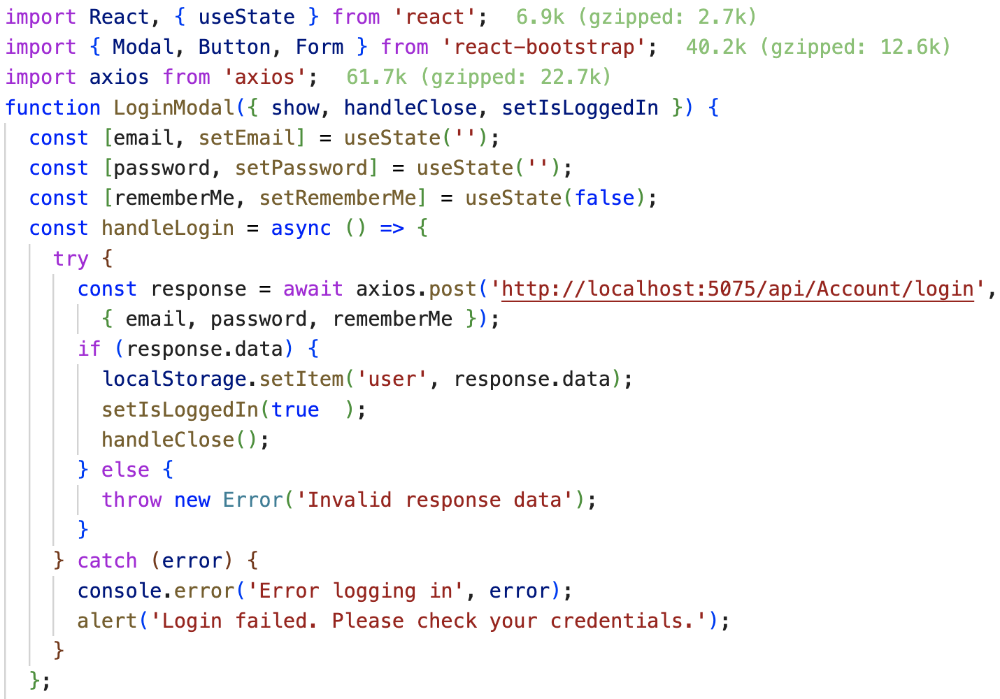 import React, { useState } from 'react';  6.9k (gzipped: 2.7k)
import { Modal, Button, Form } from 'react-bootstrap';  40.2k (gzipped: 12.6k)
import axios from 'axios';  61.7k (gzipped: 22.7k)
function LoginModal({ show, handleClose, setIsLoggedIn }) {
  const [email, setEmail] = useState('');
  const [password, setPassword] = useState('');
  const [rememberMe, setRememberMe] = useState(false);
  const handleLogin = async () => {
    try {
      const response = await axios.post('http://localhost:5075/api/Account/login',
        { email, password, rememberMe });
      if (response.data) {
        localStorage.setItem('user', response.data);
        setIsLoggedIn(true  );
        handleClose();
      } else {
        throw new Error('Invalid response data');
      }
    } catch (error) {
      console.error('Error logging in', error);
      alert('Login failed. Please check your credentials.');
    }
  };